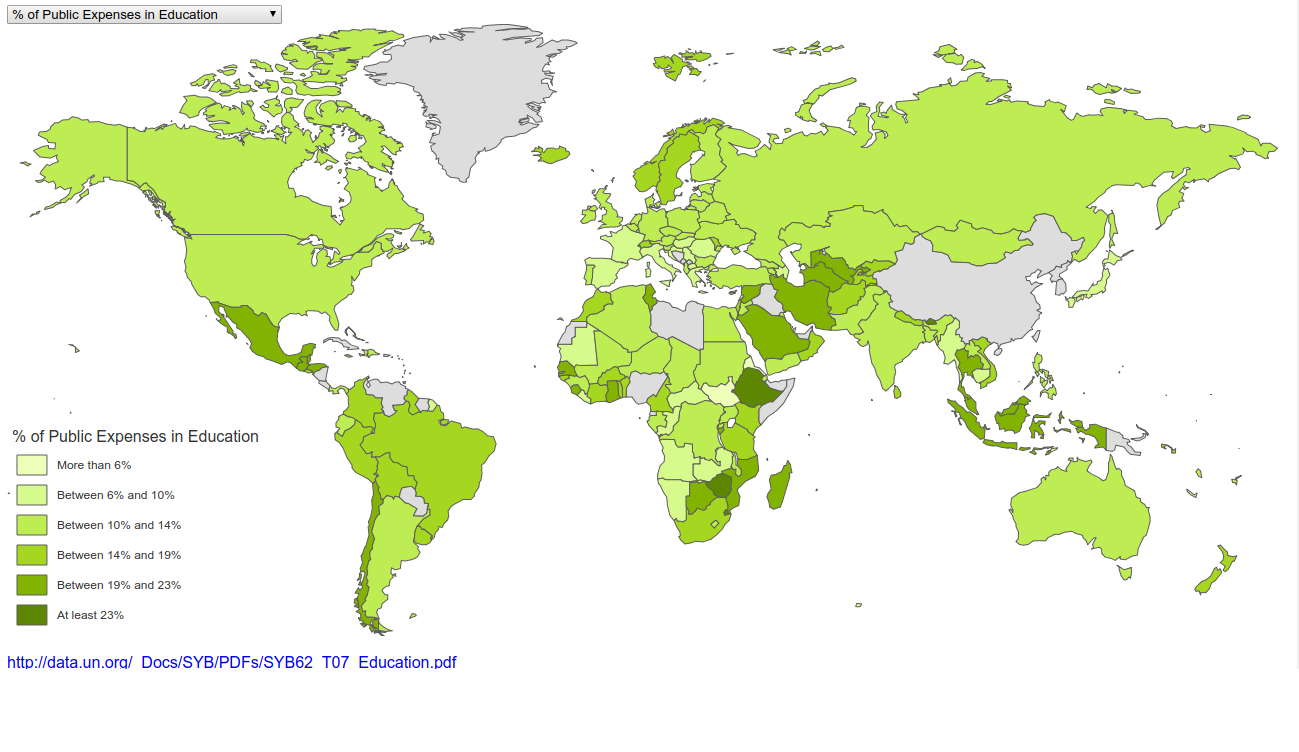 % of Public Expenses in Education
% of Public Expenses in Education
More than 6%
Between 6% and 10%
Between 10% and 14%
Between 14% and 19%
Between 19% and 23%
At least 23%
http://data.un.org/_Docs/SYB/PDFs/SYB62_T07_Education.pdf